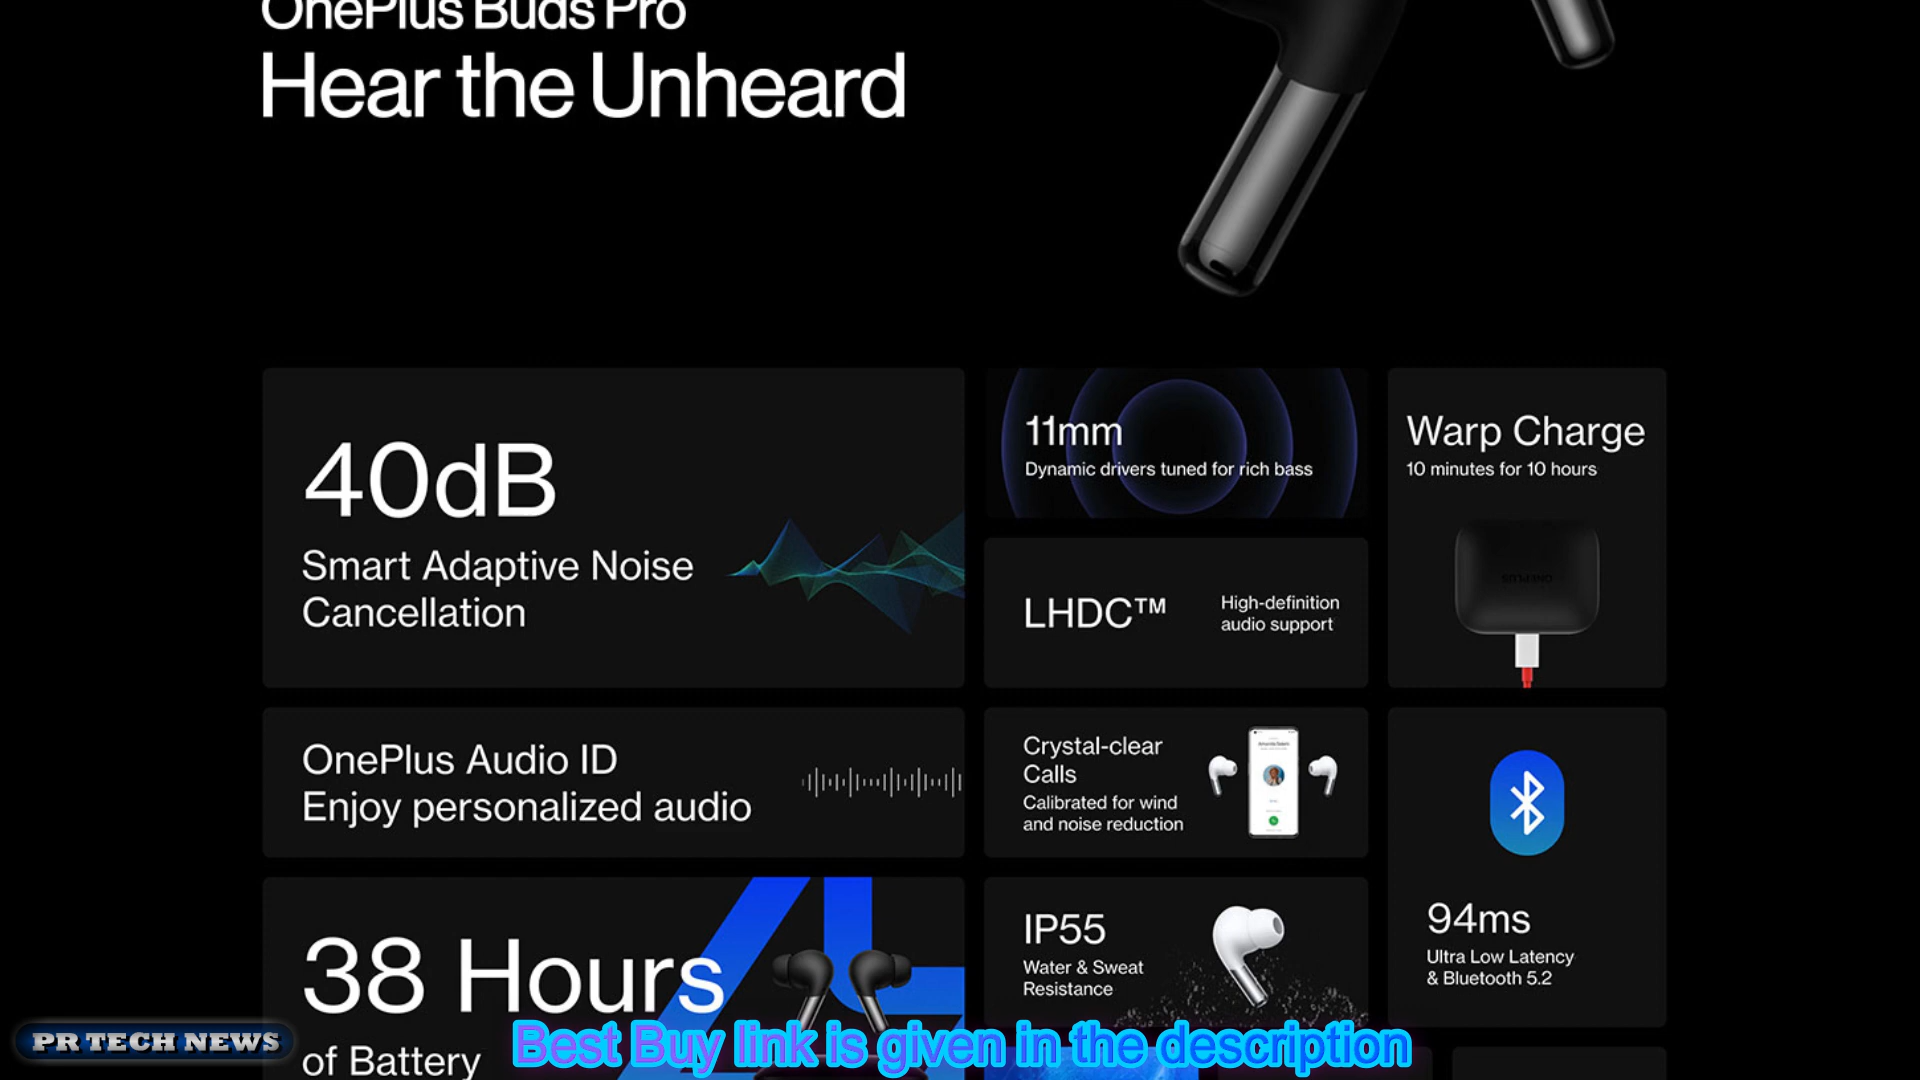 OnePlus Buds Pro
Hear the Unheard
40dB
Smart Adaptive Noise
Cancellation
11mm
Dynamic drivers tuned for rich bass
LHDC™
High-definition
audio support
Warp Charge
10 minutes for 10 hours
ONEPLUS
OnePlus Audio ID
Enjoy personalized audio
Crystal-clear
Calls
Calibrated for wind
and noise reduction
94ms
Ultra Low Latency
& Bluetooth 5.2
38 Hours
of Battery
IP55
Water & Sweat
Resistance
PR TECH NEWS
Best Buy link is given in the description